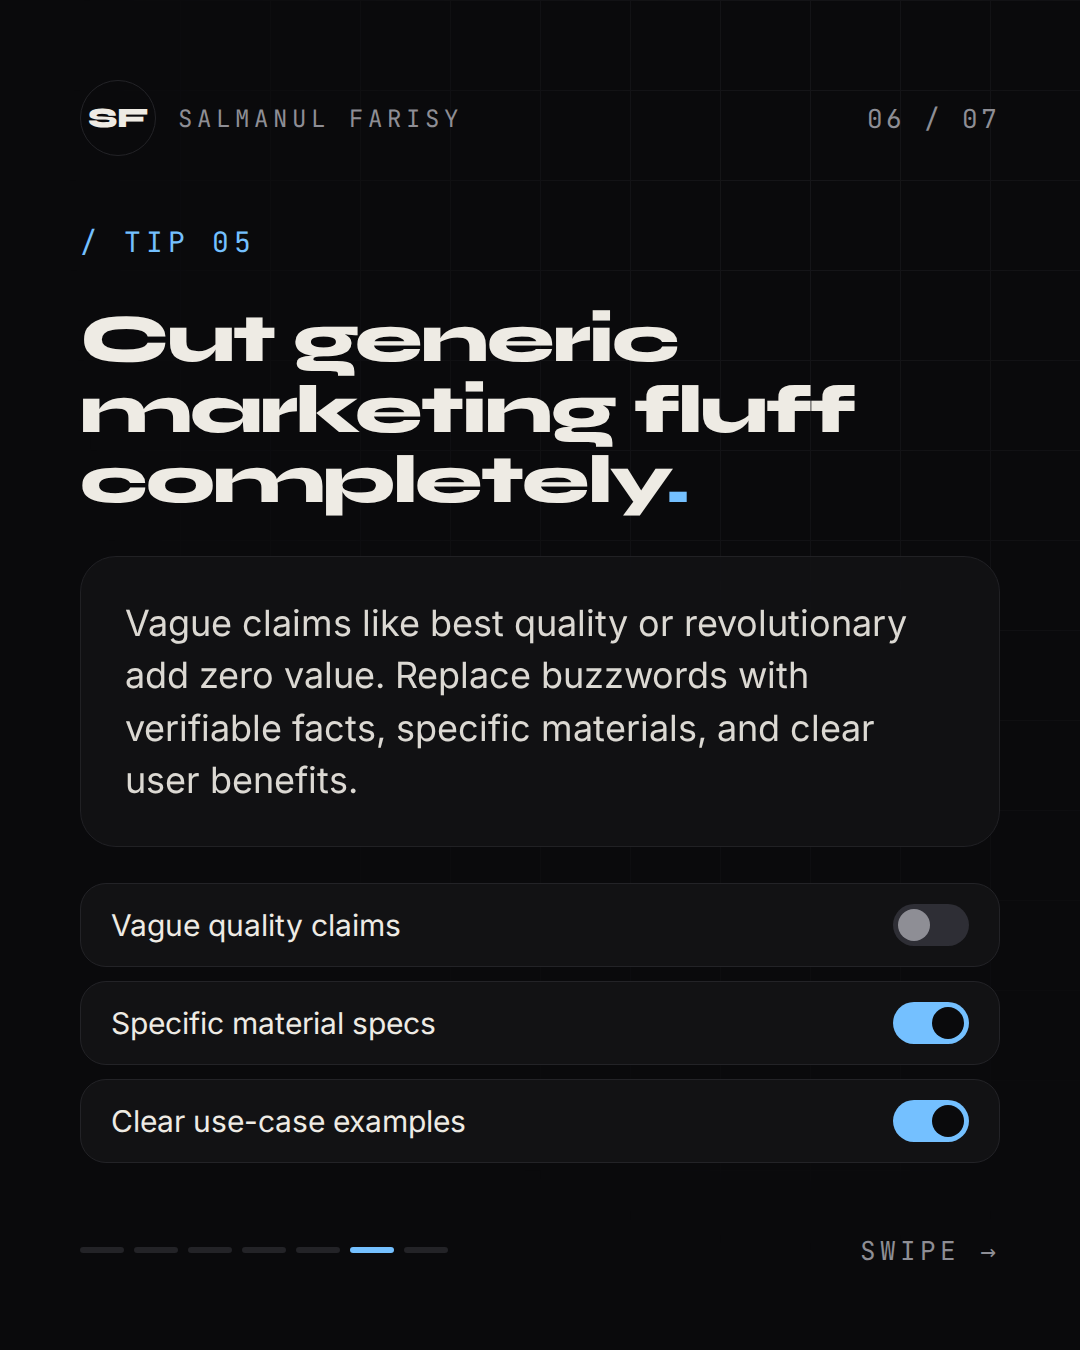 SF SALMANUL FARISY 06 / 07
/ TIP 05
Cut generic
marketing fluff
completely.
Vague claims like best quality or revolutionary
add zero value. Replace buzzwords with
verifiable facts, specific materials, and clear
user benefits.
Vague quality claims
Specific material specs
Clear use-case examples
SWIPE →